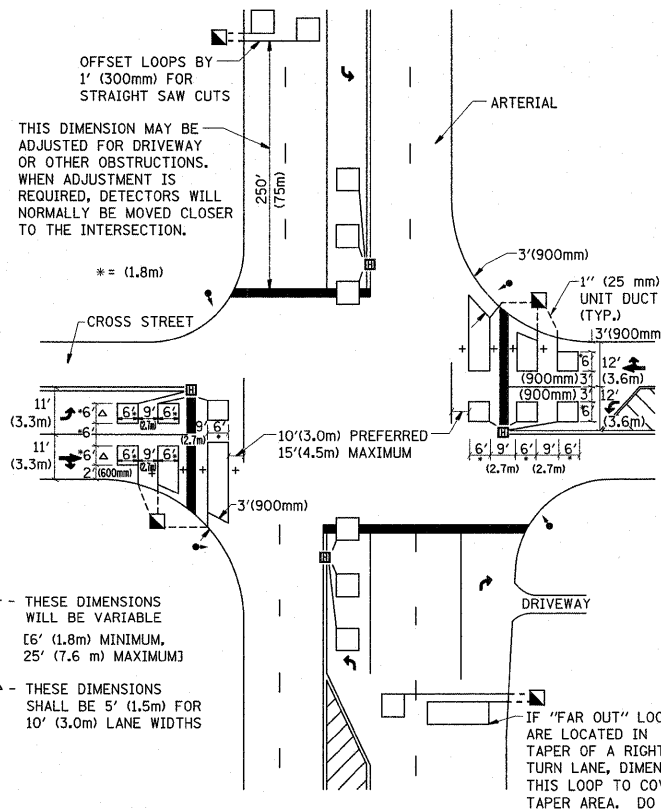 OFFSET LOOPS BY
1' (300mm) FOR
STRAIGHT SAW CUTS
ARTERIAL
THIS DIMENSION MAY BE
ADJUSTED FOR DRIVEWAY
OR OTHER OBSTRUCTIONS.
WHEN ADJUSTMENT IS
REQUIRED, DETECTORS WILL
NORMALLY BE MOVED CLOSER
TO THE INTERSECTION.
250'
(75m)
* = (1.8m)
3'(900mm)
1" (25 mm)
UNIT DUCT
(TYP.)
CROSS STREET
3'(900mm
*6'
12'
(3.6m)
(900mm) 3'
(900mm) 3'
12'
(3.6m)
*6'
11'
(3.3m)
*6'
6'* 9' 6'*
(2.7m)
9' 6'
(2.7m) *
*6'
11'
(3.3m)
*6'
6'* 9' 6'*
(2.7m)
2' (600mm)
10'(3.0m) PREFERRED
15'(4.5m) MAXIMUM
6' 9' 6' 9' 6'
* (2.7m) * (2.7m) *
3'(900mm)
H
H
H
H
+ - THESE DIMENSIONS
WILL BE VARIABLE
[6' (1.8m) MINIMUM,
25' (7.6 m) MAXIMUM]
DRIVEWAY
- THESE DIMENSIONS
SHALL BE 5' (1.5m) FOR
10' (3.0m) LANE WIDTHS
IF "FAR OUT" LOO
ARE LOCATED IN
TAPER OF A RIGHT
TURN LANE, DIMEN
THIS LOOP TO COV
TAPER AREA. DO